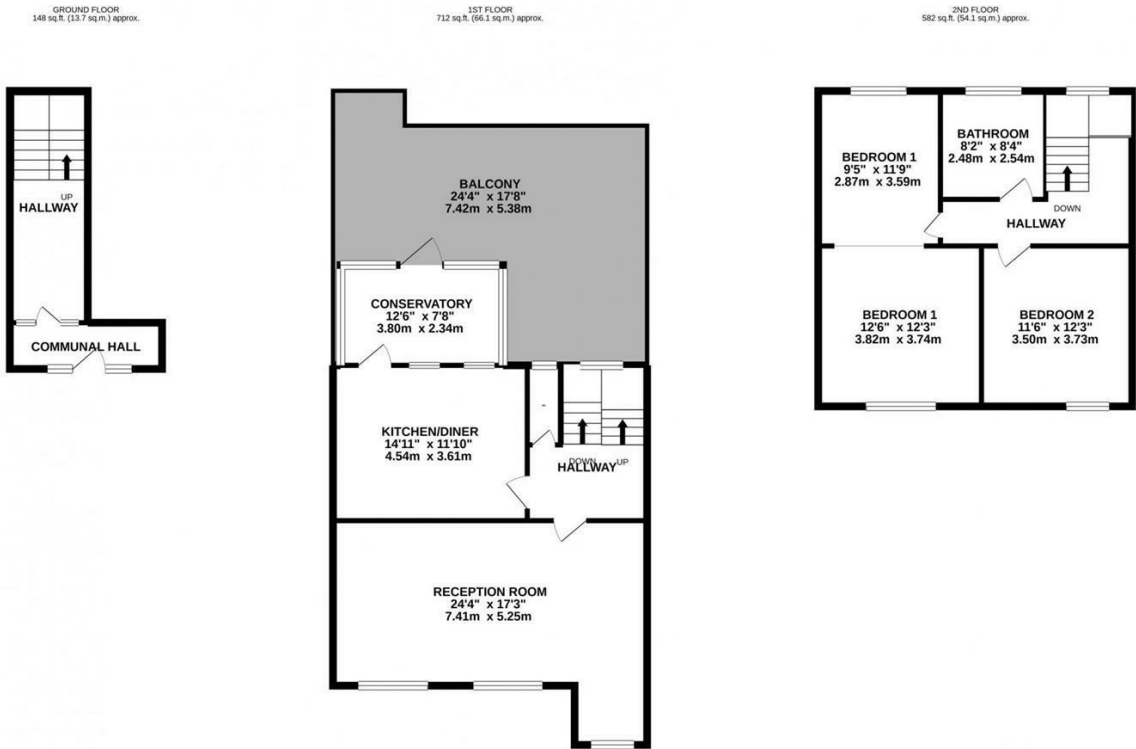 GROUND FLOOR
148 sq.ft. (13.7 sq.m.) approx.
1ST FLOOR
712 sq.ft. (66.1 sq.m.) approx.
2ND FLOOR
582 sq.ft. (54.1 sq.m.) approx.
UP
HALLWAY
COMMUNAL HALL
BALCONY
24'4" x 17'8"
7.42m x 5.38m
CONSERVATORY
12'6" x 7'8"
3.80m x 2.34m
KITCHEN/DINER
14'11" x 11'10"
4.54m x 3.61m
DOWN
UP
HALLWAY
RECEPTION ROOM
24'4" x 17'3"
7.41m x 5.25m
BEDROOM 1
9'5" x 11'9"
2.87m x 3.59m
BATHROOM
8'2" x 8'4"
2.48m x 2.54m
DOWN
HALLWAY
BEDROOM 1
12'6" x 12'3"
3.82m x 3.74m
BEDROOM 2
11'6" x 12'3"
3.50m x 3.73m